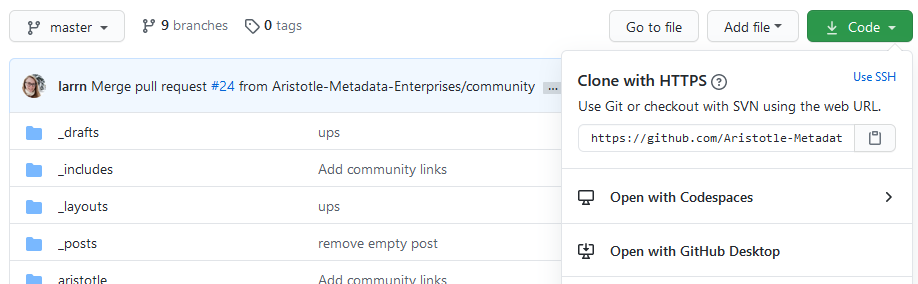 master 9 branches 0 tags Go to file Add file Code
larrn Merge pull request #24 from Aristotle-Metadata-Enterprises/community ...
_drafts ups
_includes Add community links
_layouts ups
_posts remove empty post
aristotle Add community links
Clone with HTTPS ? Use SSH
Use Git or checkout with SVN using the web URL.
https://github.com/Aristotle-Metadat
Open with Codespaces
Open with GitHub Desktop